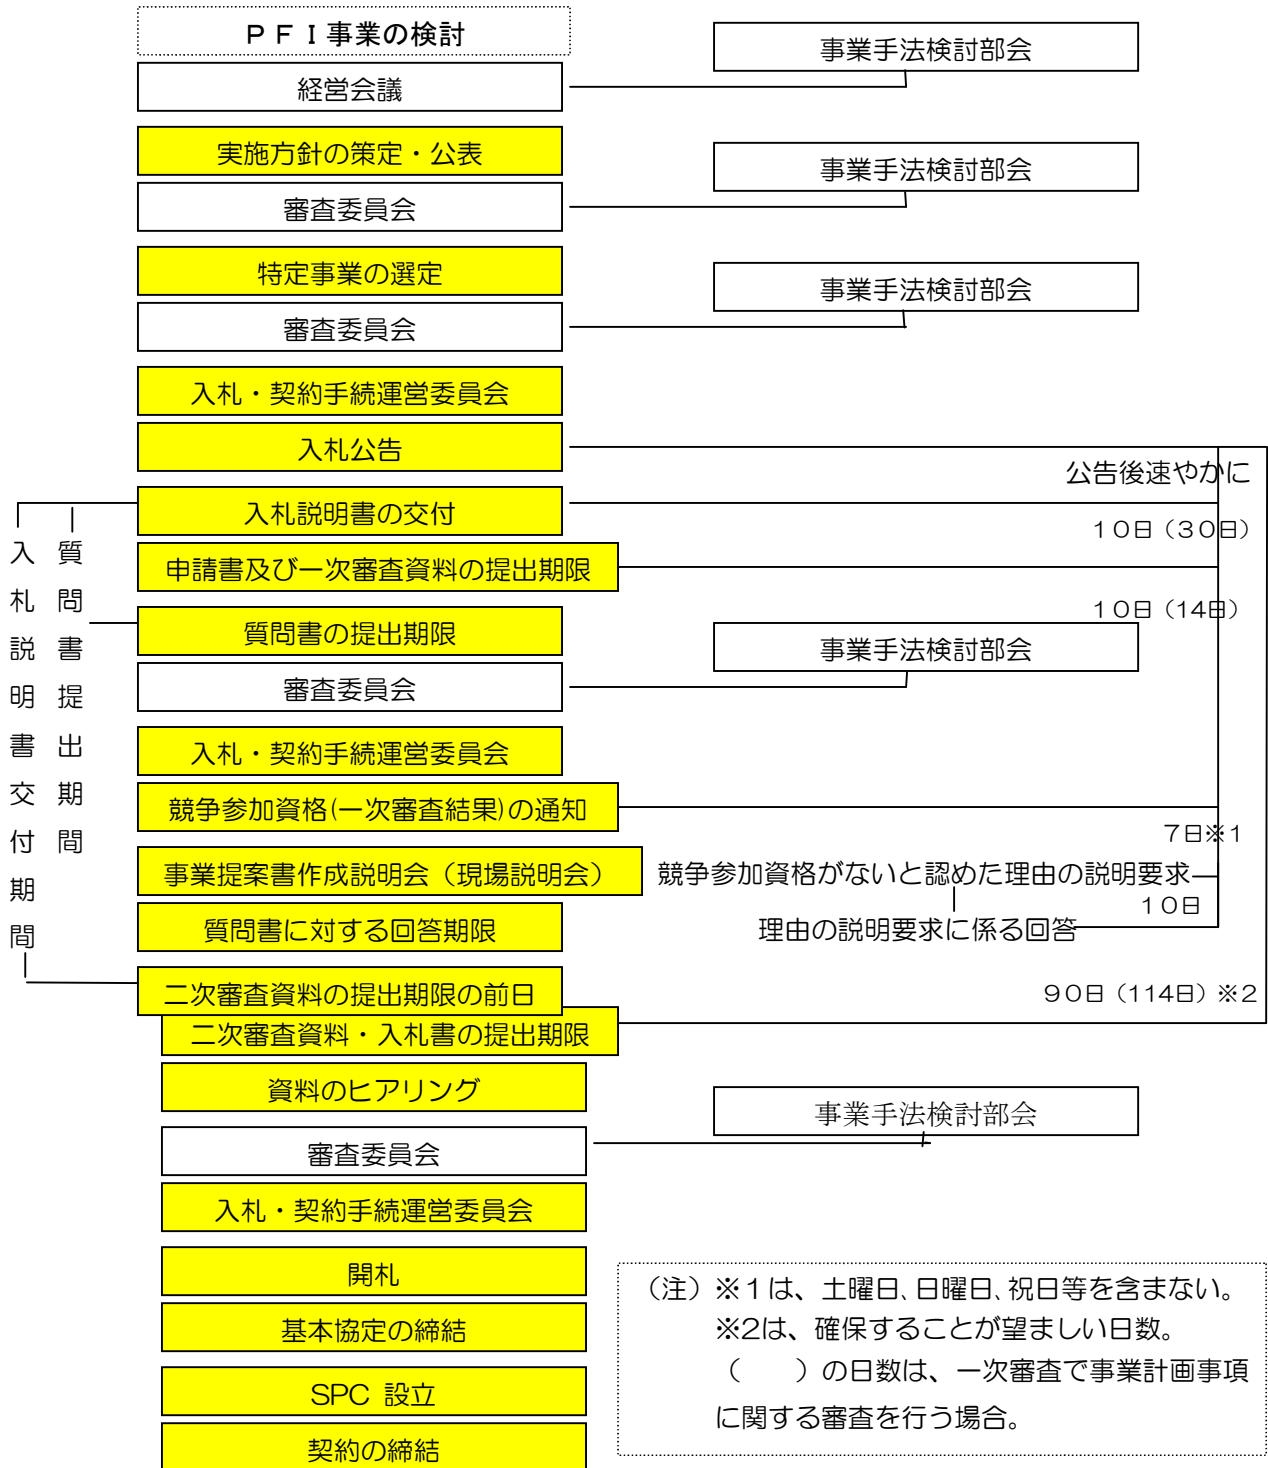 ＰＦＩ事業の検討
事業手法検討部会
経営会議
実施方針の策定・公表
事業手法検討部会
審査委員会
特定事業の選定
事業手法検討部会
審査委員会
入札・契約手続運営委員会
入札公告
公告後速やかに
入札説明書の交付
１０日（３０日）
申請書及び一次審査資料の提出期限
１０日（14日）
質問書の提出期限
事業手法検討部会
審査委員会
入札・契約手続運営委員会
競争参加資格(一次審査結果)の通知
７日※１
事業提案書作成説明会（現場説明会）
競争参加資格がないと認めた理由の説明要求
１０日
質問書に対する回答期限
理由の説明要求に係る回答
入札説明書交付期間
質問書提出期間
二次審査資料の提出期限の前日
９０日（114日）※２
二次審査資料・入札書の提出期限
資料のヒアリング
事業手法検討部会
審査委員会
入札・契約手続運営委員会
開札
基本協定の締結
SPC 設立
契約の締結
（注）※１は、土曜日､日曜日､祝日等を含まない。
※2は、確保することが望ましい日数。
（　　）の日数は、一次審査で事業計画事項
に関する審査を行う場合。